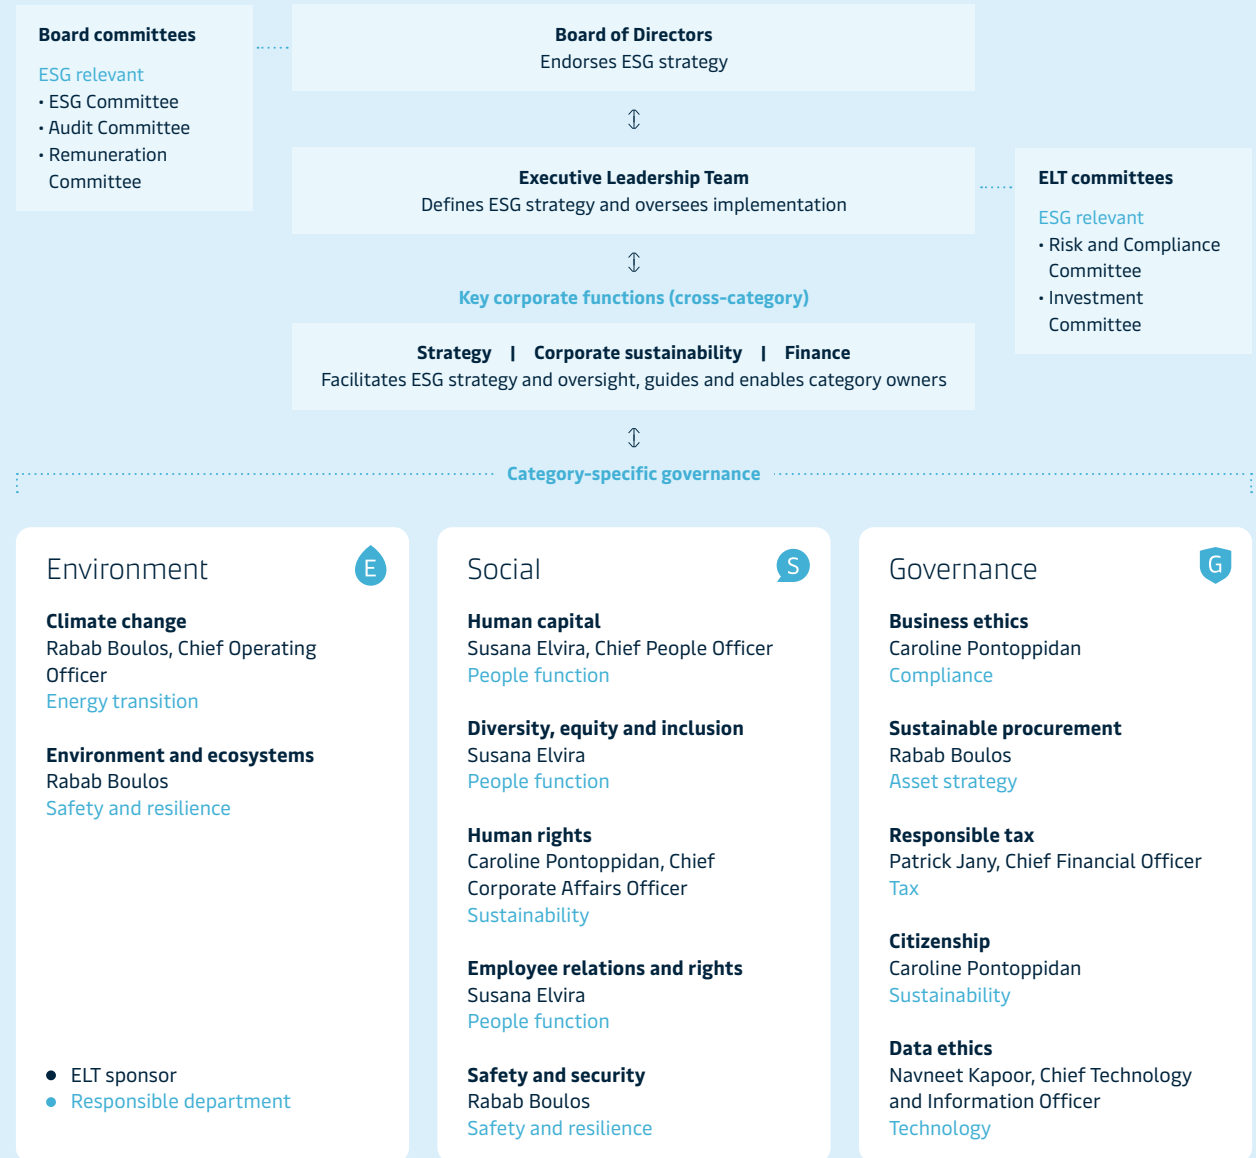 Board committees
ESG relevant
• ESG Committee
• Audit Committee
• Remuneration
Committee
Board of Directors
Endorses ESG strategy
Executive Leadership Team
Defines ESG strategy and oversees implementation
ELT committees
ESG relevant
• Risk and Compliance
Committee
• Investment
Committee
Key corporate functions (cross-category)
Strategy | Corporate sustainability | Finance
Facilitates ESG strategy and oversight, guides and enables category owners
Category-specific governance
Environment
E
Climate change
Rabab Boulos, Chief Operating
Officer
Energy transition
Environment and ecosystems
Rabab Boulos
Safety and resilience
• ELT sponsor
• Responsible department
Social
S
Human capital
Susana Elvira, Chief People Officer
People function
Diversity, equity and inclusion
Susana Elvira
People function
Human rights
Caroline Pontoppidan, Chief
Corporate Affairs Officer
Sustainability
Employee relations and rights
Susana Elvira
People function
Safety and security
Rabab Boulos
Safety and resilience
Governance
G
Business ethics
Caroline Pontoppidan
Compliance
Sustainable procurement
Rabab Boulos
Asset strategy
Responsible tax
Patrick Jany, Chief Financial Officer
Tax
Citizenship
Caroline Pontoppidan
Sustainability
Data ethics
Navneet Kapoor, Chief Technology
and Information Officer
Technology